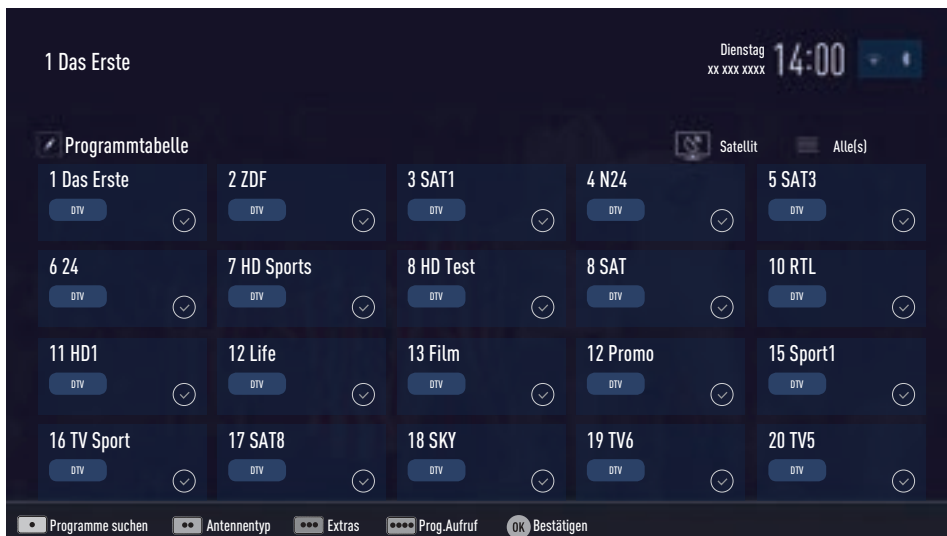 1 Das Erste
Dienstag
xx xxx xxxx
14:00
Programmtabelle
Satellit
Alle(s)
1 Das Erste
2 ZDF
3 SAT1
4 N24
5 SAT3
DTV
DTV
DTV
DTV
DTV
6 24
7 HD Sports
8 HD Test
8 SAT
10 RTL
DTV
DTV
DTV
DTV
DTV
11 HD1
12 Life
13 Film
12 Promo
15 Sport1
DTV
DTV
DTV
DTV
DTV
16 TV Sport
17 SAT8
18 SKY
19 TV6
20 TV5
DTV
DTV
DTV
DTV
DTV
Programme suchen
Antennentyp
Extras
Prog.Aufruf
OK Bestätigen